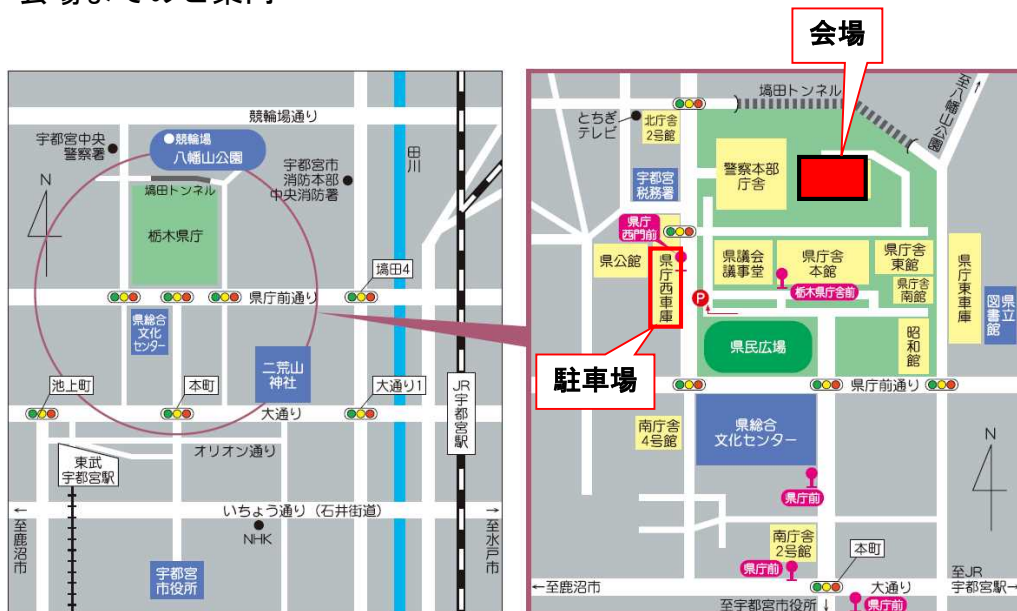 会場までのご案内
会場
競輪場通り
宇都宮中央
警察署
●競輪場
八幡山公園
宇都宮市
消防本部
中央消防署
田川
N
塙田トンネル
栃木県庁
塙田4
県庁前通り
県総合
文化
センター
二荒山
神社
池上町
本町
大通り1
JR宇都宮駅
大通り
オリオン通り
東武
宇都宮駅
いちょう通り（石井街道）
NHK
←至鹿沼市
→至水戸市
宇都宮
市役所
塙田トンネル
至八幡山公園→
とちぎ
テレビ
北庁舎
2号館
宇都宮
税務署
警察本部
庁舎
県庁
西門前
県公館
県庁西車庫
県議会
議事堂
県庁舎
本館
県庁舎
東館
県庁舎
南館
栃木県庁舎前
県庁東車庫
県立
図書館
P
県民広場
昭和館
駐車場
県庁前通り
南庁舎
4号館
県総合
文化センター
N
県庁前
南庁舎
2号館
県庁前
本町
←至鹿沼市
大通り
至JR
宇都宮駅→
至宇都宮市役所↓
県庁前